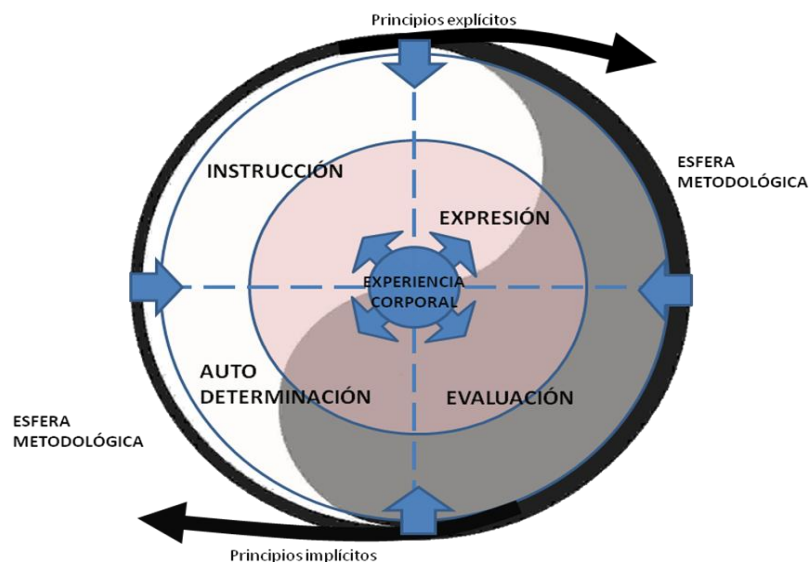 Principios explícitos
ESFERA
METODOLÓGICA
INSTRUCCIÓN
EXPRESIÓN
EXPERIENCIA
CORPORAL
AUTO
DETERMINACIÓN
EVALUACIÓN
ESFERA
METODOLÓGICA
Principios implícitos